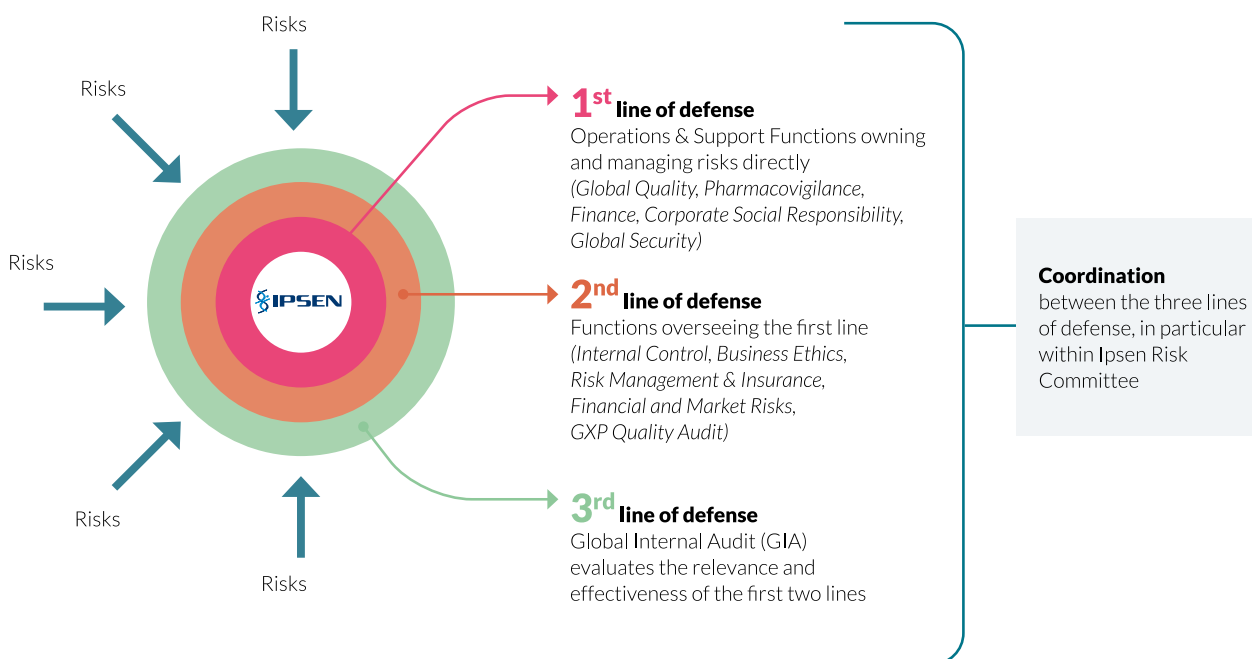 Risks
Risks
Risks
Risks
Risks
IPSEN
1st line of defense
Operations & Support Functions owning
and managing risks directly
(Global Quality, Pharmacovigilance,
Finance, Corporate Social Responsibility,
Global Security)
2nd line of defense
Functions overseeing the first line
(Internal Control, Business Ethics,
Risk Management & Insurance,
Financial and Market Risks,
GXP Quality Audit)
3rd line of defense
Global Internal Audit (GIA)
evaluates the relevance and
effectiveness of the first two lines
Coordination
between the three lines
of defense, in particular
within Ipsen Risk
Committee